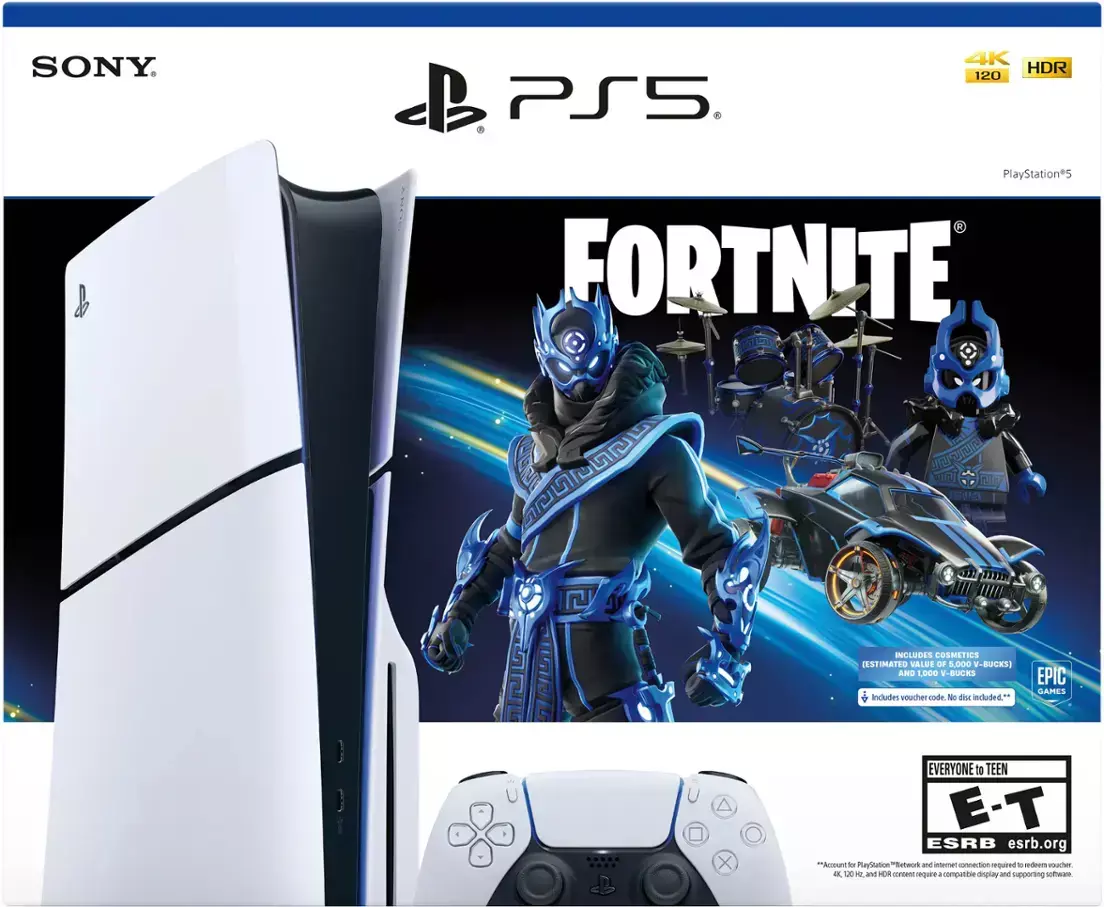 SONY®
4K
120
HDR
PS5®
PlayStation®5
SONY
FORTNITE®
INCLUDES COSMETICS
(ESTIMATED VALUE OF 5,000 V-BUCKS)
AND 1,000 V-BUCKS
Includes voucher code. No disc included.**
EPIC
GAMES
EVERYONE to TEEN
E-T
ESRB esrb.org
**Account for PlayStation™Network and internet connection required to redeem voucher.
4K, 120 Hz, and HDR content require a compatible display and supporting software.